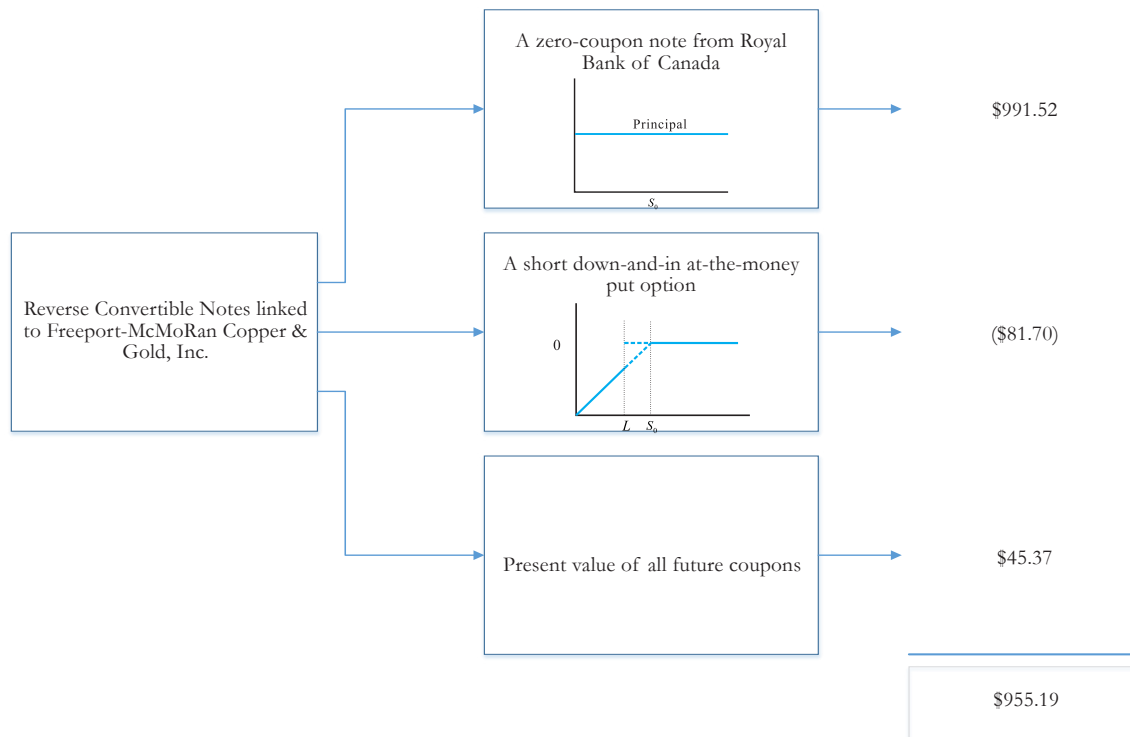 A zero-coupon note from Royal
Bank of Canada
Principal
S₀
$991.52
Reverse Convertible Notes linked
to Freeport-McMoRan Copper &
Gold, Inc.
A short down-and-in at-the-money
put option
0
L S₀
($81.70)
Present value of all future coupons
$45.37
$955.19